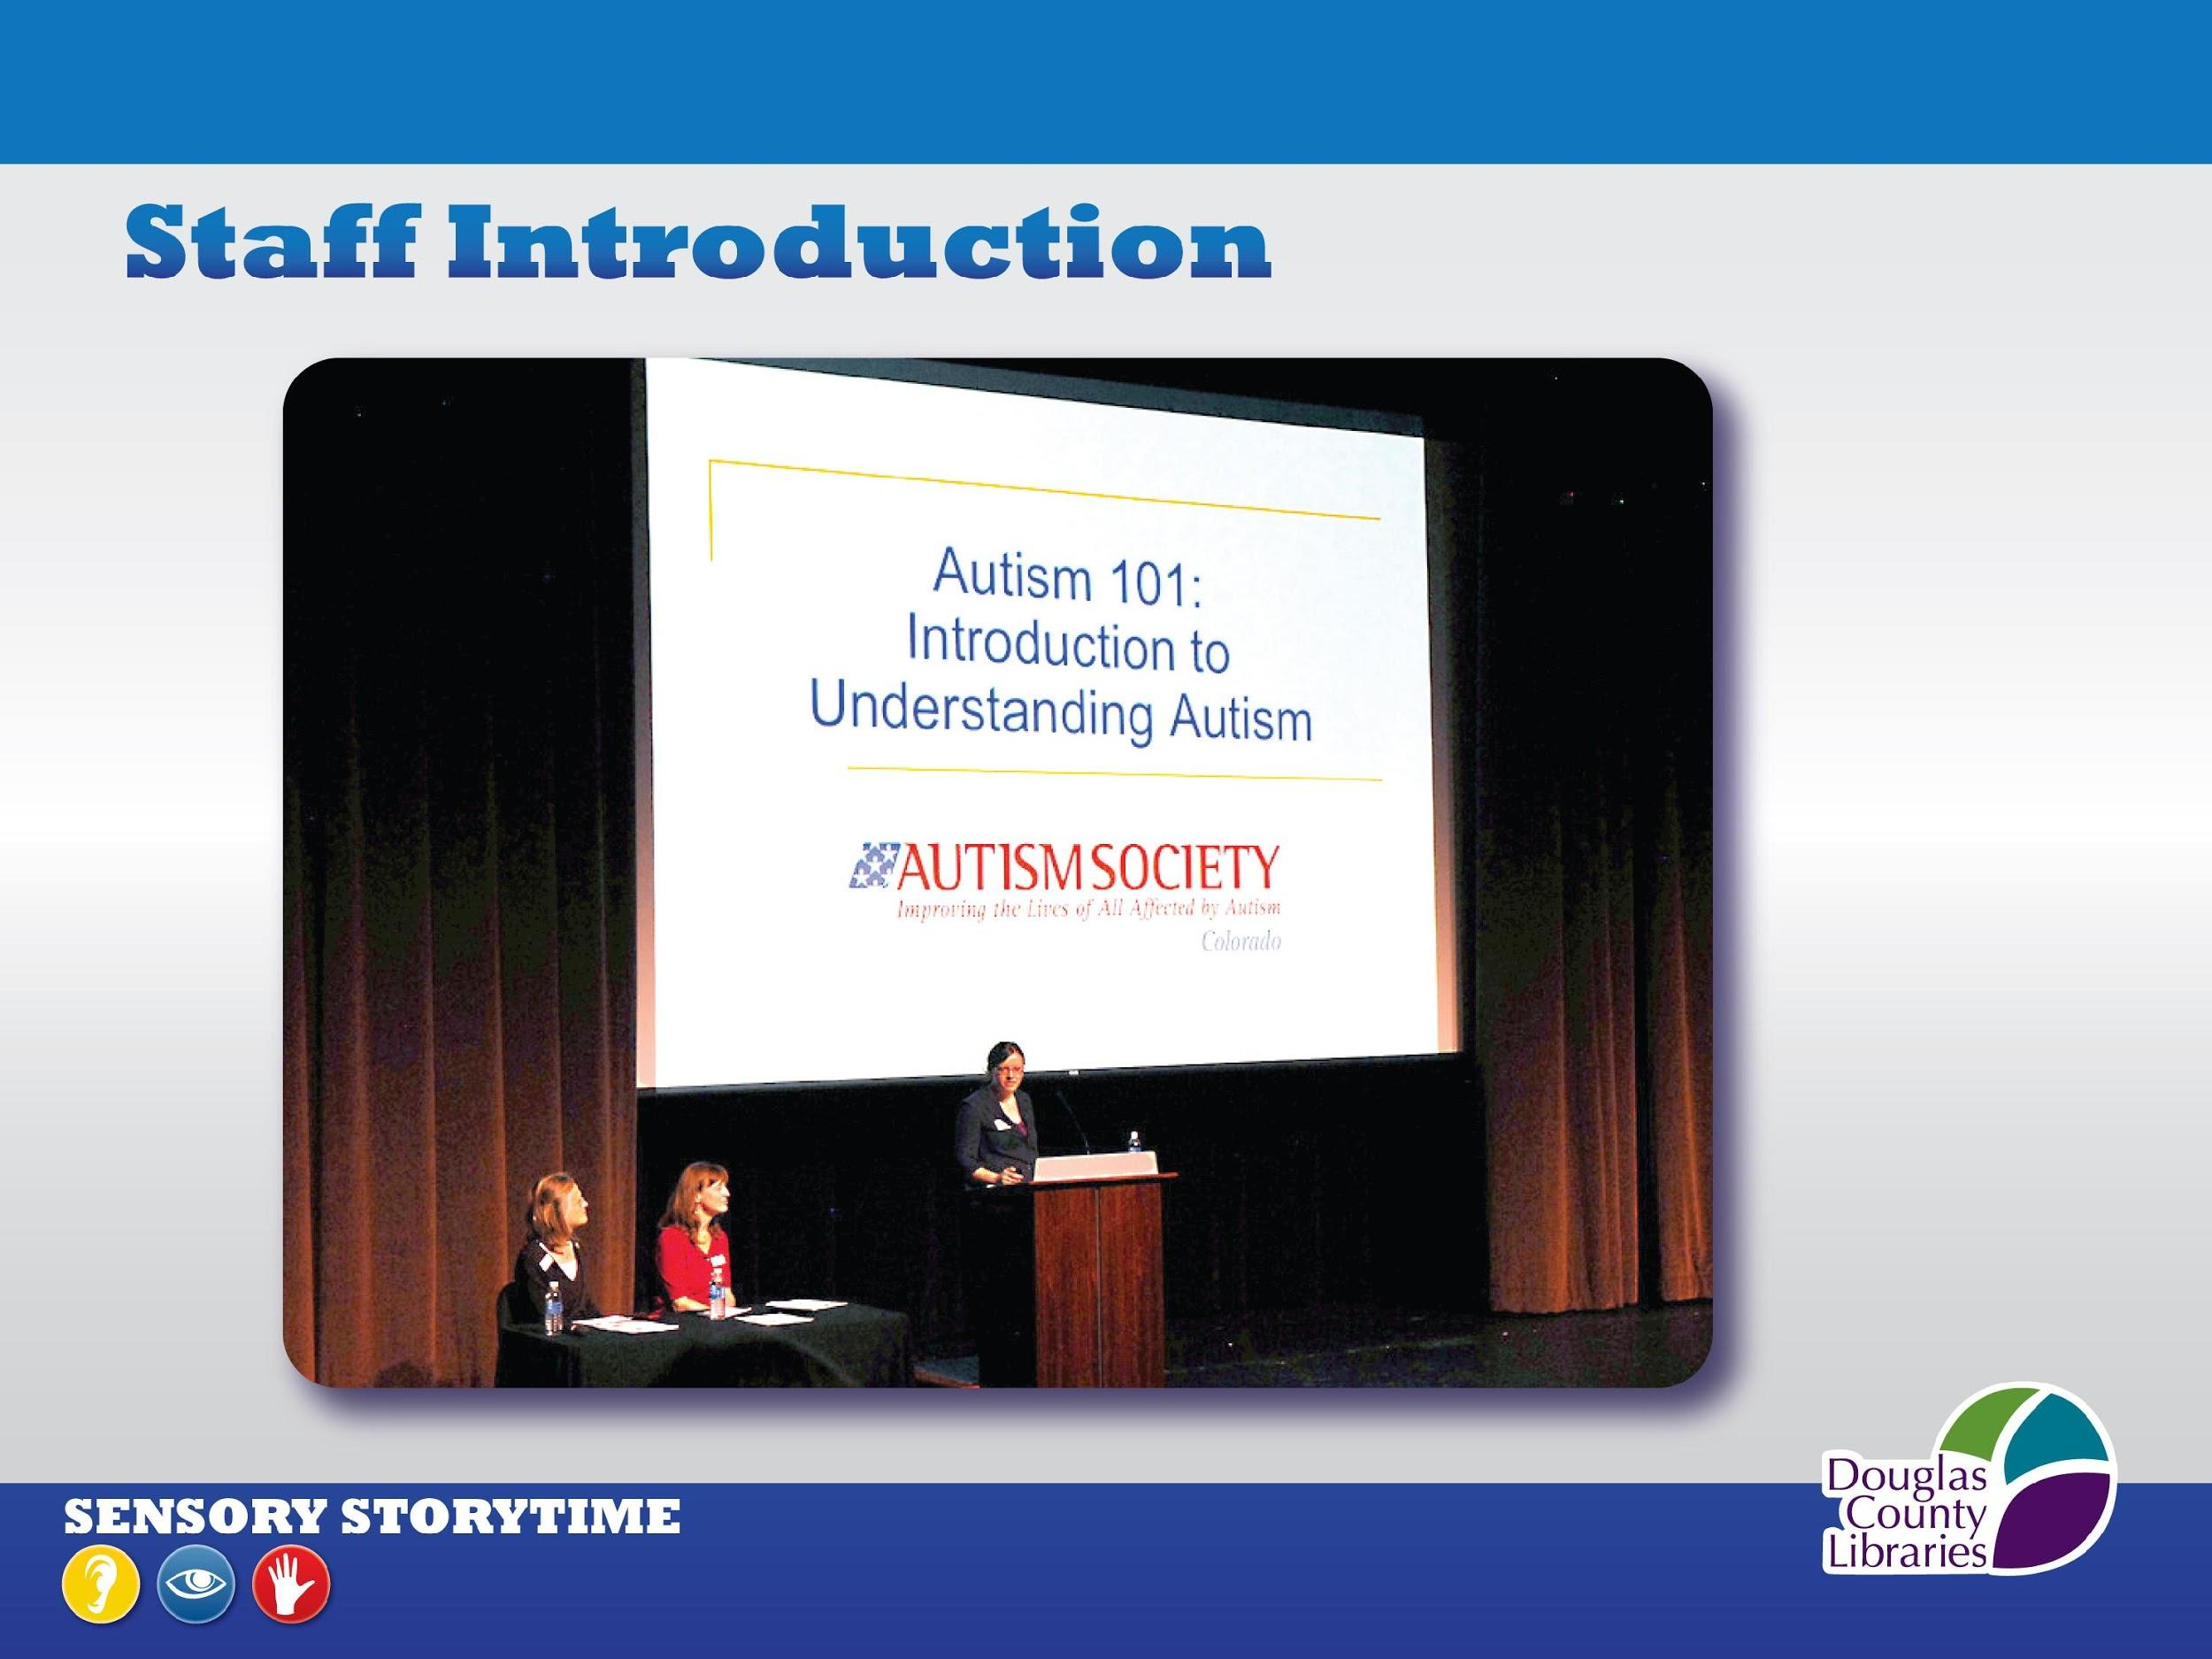 Staff Introduction
Autism 101:
Introduction to
Understanding Autism
AUTISM SOCIETY
Improving the Lives of All Affected by Autism
Colorado
SENSORY STORYTIME
Douglas
County
Libraries